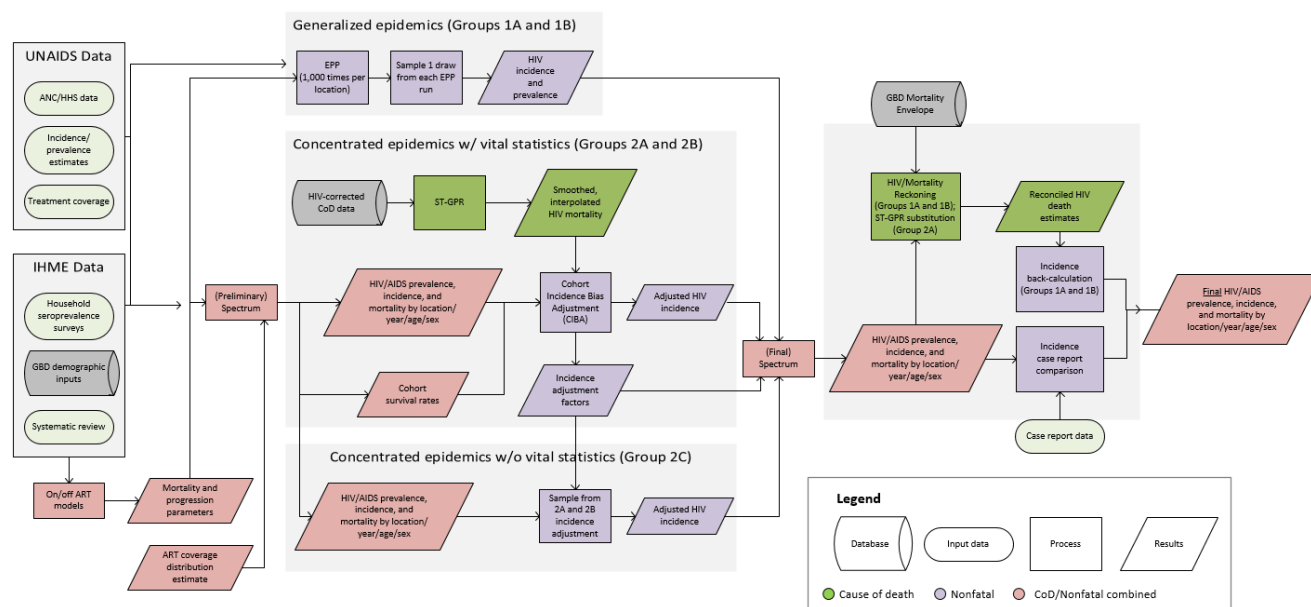 Generalized epidemics (Groups 1A and 1B)
UNAIDS Data
ANC/HHS data
Incidence/
prevalence
estimates
Treatment coverage
EPP
(1,000 times per
location)
Sample 1 draw
from each EPP
run
HIV
incidence
and
prevalence
Concentrated epidemics w/ vital statistics (Groups 2A and 2B)
HIV-corrected
CoD data
ST-GPR
Smoothed,
interpolated
HIV mortality
IHME Data
Household
seroprevalence
surveys
GBD demographic
inputs
Systematic review
(Preliminary)
Spectrum
HIV/AIDS prevalence,
incidence, and
mortality by location/
year/age/sex
Cohort
Incidence Bias
Adjustment
(CIBA)
Adjusted HIV
incidence
Cohort
survival rates
Incidence
adjustment
factors
(Final)
Spectrum
On/off ART
models
Mortality and
progression
parameters
ART coverage
distribution
estimate
Concentrated epidemics w/o vital statistics (Group 2C)
HIV/AIDS prevalence,
incidence, and
mortality by location/
year/age/sex
Sample from
2A and 2B
incidence
adjustment
Adjusted HIV
incidence
GBD Mortality
Envelope
HIV/Mortality
Reckoning
(Groups 1A and 1B);
ST-GPR substitution
(Group 2A)
Reconciled HIV
death
estimates
Incidence
back-calculation
(Groups 1A and 1B)
HIV/AIDS prevalence,
incidence, and
mortality by location/
year/age/sex
Incidence
case report
comparison
Case report data
Final HIV/AIDS
prevalence, incidence,
and mortality by
location/year/age/sex
Legend
Database
Input data
Process
Results
Cause of death
Nonfatal
CoD/Nonfatal combined